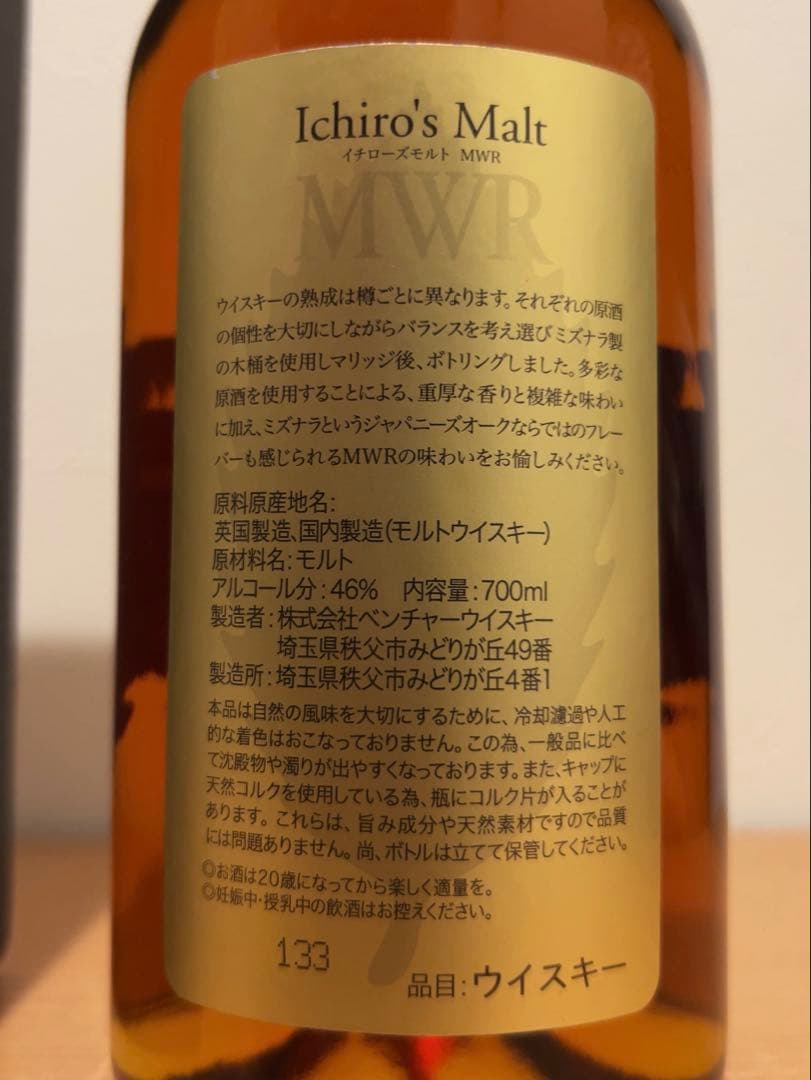 Ichiro's Malt
イチローズモルト MWR
MWR
ウイスキーの熟成は樽ごとに異なります。それぞれの原酒
の個性を大切にしながらバランスを考え選びミズナラ製
の木桶を使用しマリッジ後、ボトリングしました。多彩な
原酒を使用することによる、重厚な香りと複雑な味わい
に加え、ミズナラというジャパニーズオークならではのフレー
バーも感じられるMWRの味わいをお愉しみください。
原料原産地名:
英国製造、国内製造(モルトウイスキー)
原材料名:モルト
アルコール分:46% 内容量:700ml
製造者:株式会社ベンチャーウイスキー
埼玉県秩父市みどりが丘49番
製造所:埼玉県秩父市みどりが丘4番1
本品は自然の風味を大切にするために、冷却濾過や人工
的な着色はおこなっておりません。この為、一般品に比べ
て沈殿物や濁りが出やすくなっております。また、キャップに
天然コルクを使用している為、瓶にコルク片が入ることが
あります。これらは、旨み成分や天然素材ですので品質
には問題ありません。尚、ボトルは立てて保管してください。
◎お酒は20歳になってから楽しく適量を。
◎妊娠中・授乳中の飲酒はお控えください。
133
品目:ウイスキー